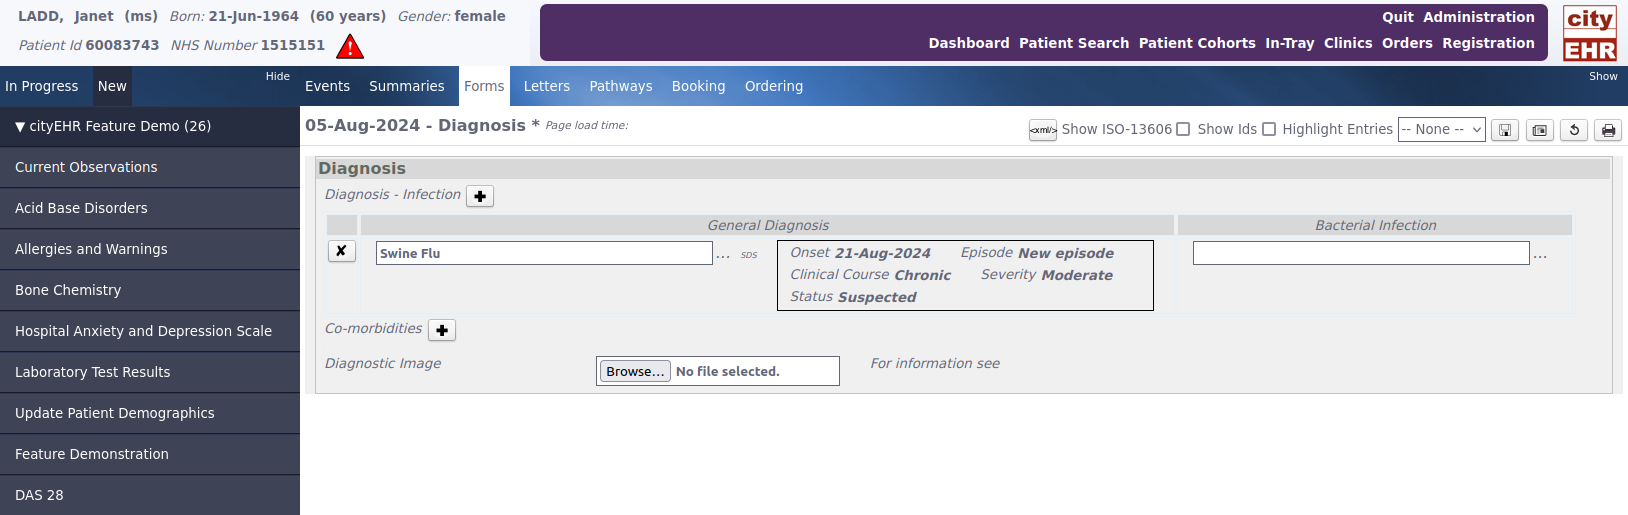 LADD, Janet (ms) Born: 21-Jun-1964 (60 years) Gender: female
Patient Id 60083743 NHS Number 1515151 !
Quit Administration
Dashboard Patient Search Patient Cohorts In-Tray Clinics Orders Registration
city
EHR
In Progress New Hide Events Summaries Forms Letters Pathways Booking Ordering Show
▼ cityEHR Feature Demo (26)
Current Observations
Acid Base Disorders
Allergies and Warnings
Bone Chemistry
Hospital Anxiety and Depression Scale
Laboratory Test Results
Update Patient Demographics
Feature Demonstration
DAS 28
05-Aug-2024 - Diagnosis * Page load time:
<xml/> Show ISO-13606 Show Ids Highlight Entries -- None --
Diagnosis
Diagnosis - Infection
General Diagnosis Bacterial Infection
Swine Flu ... SDS Onset 21-Aug-2024 Episode New episode ...
Clinical Course Chronic Severity Moderate
Status Suspected
Co-morbidities
Diagnostic Image Browse... No file selected. For information see